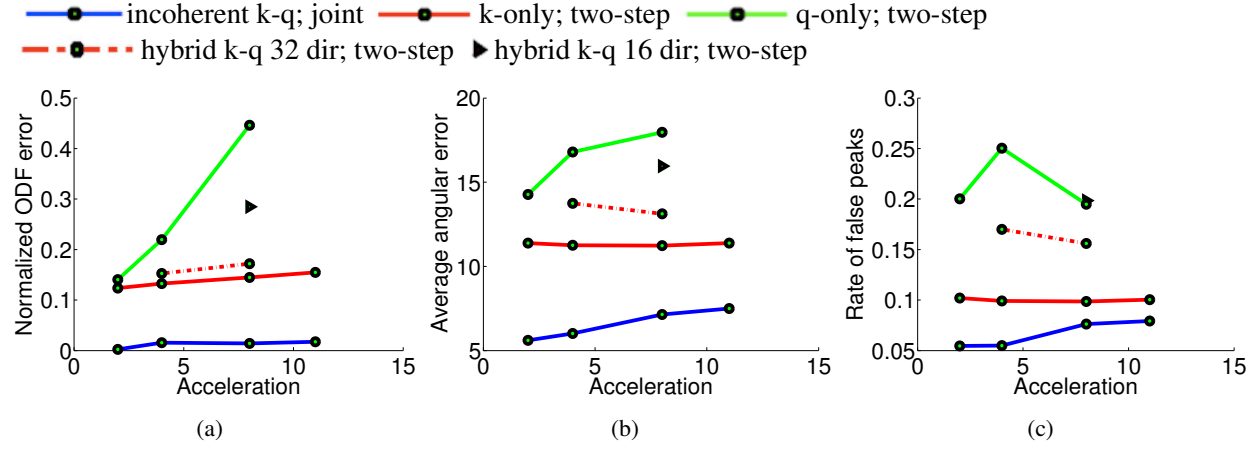 incoherent k-q; joint k-only; two-step q-only; two-step
hybrid k-q 32 dir; two-step hybrid k-q 16 dir; two-step
Normalized ODF error
0.5
0.4
0.3
0.2
0.1
0
0 5 10 15
Acceleration
(a)
Average angular error
20
15
10
5
0 5 10 15
Acceleration
(b)
Rate of false peaks
0.3
0.25
0.2
0.15
0.1
0.05
0 5 10 15
Acceleration
(c)